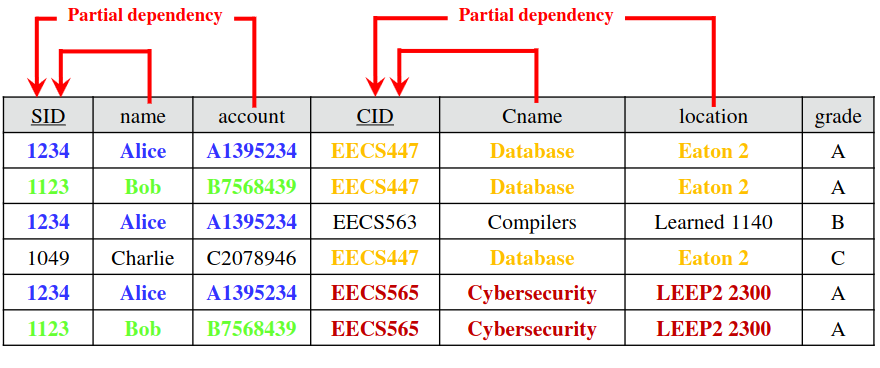 Partial dependency Partial dependency
SID name account CID Cname location grade
1234 Alice A1395234 EECS447 Database Eaton 2 A
1123 Bob B7568439 EECS447 Database Eaton 2 A
1234 Alice A1395234 EECS563 Compilers Learned 1140 B
1049 Charlie C2078946 EECS447 Database Eaton 2 C
1234 Alice A1395234 EECS565 Cybersecurity LEEP2 2300 A
1123 Bob B7568439 EECS565 Cybersecurity LEEP2 2300 A